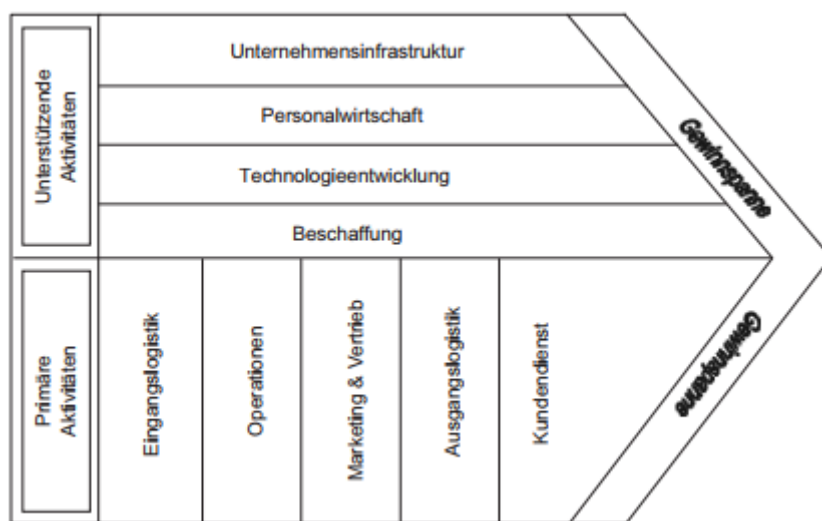 Unterstützende
Aktivitäten
Unternehmensinfrastruktur
Personalwirtschaft
Technologieentwicklung
Beschaffung
Gewinnspanne
Primäre
Aktivitäten
Eingangslogistik
Operationen
Marketing & Vertrieb
Ausgangslogistik
Kundendienst
Gewinnspanne